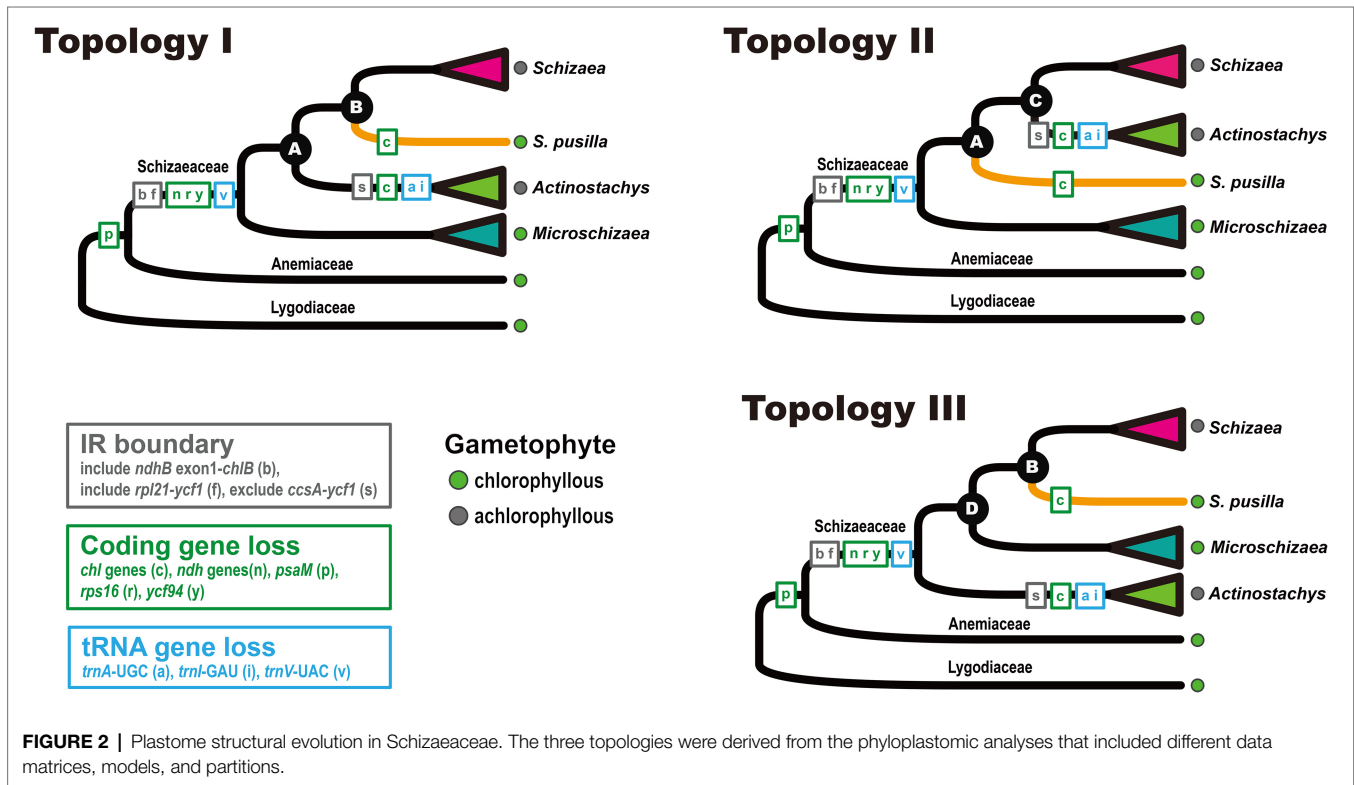 Topology I
Schizaea
B
S. pusilla
c
A
Schizaeaceae
b f n r y v
s c a i
Actinostachys
Microschizaea
p
Anemiaceae
Lygodiaceae
Topology II
Schizaea
C
s c a i
Actinostachys
A
Schizaeaceae
b f n r y v
c
S. pusilla
Microschizaea
p
Anemiaceae
Lygodiaceae
IR boundary
include ndhB exon1-chlB (b),
include rpl21-ycf1 (f), exclude ccsA-ycf1 (s)
Coding gene loss
chl genes (c), ndh genes(n), psaM (p),
rps16 (r), ycf94 (y)
tRNA gene loss
trnA-UGC (a), trnI-GAU (i), trnV-UAC (v)
Gametophyte
chlorophyllous
achlorophyllous
Topology III
Schizaea
B
c
S. pusilla
D
Schizaeaceae
b f n r y v
Microschizaea
s c a i
Actinostachys
p
Anemiaceae
Lygodiaceae
FIGURE 2 | Plastome structural evolution in Schizaeaceae. The three topologies were derived from the phyloplastomic analyses that included different data
matrices, models, and partitions.